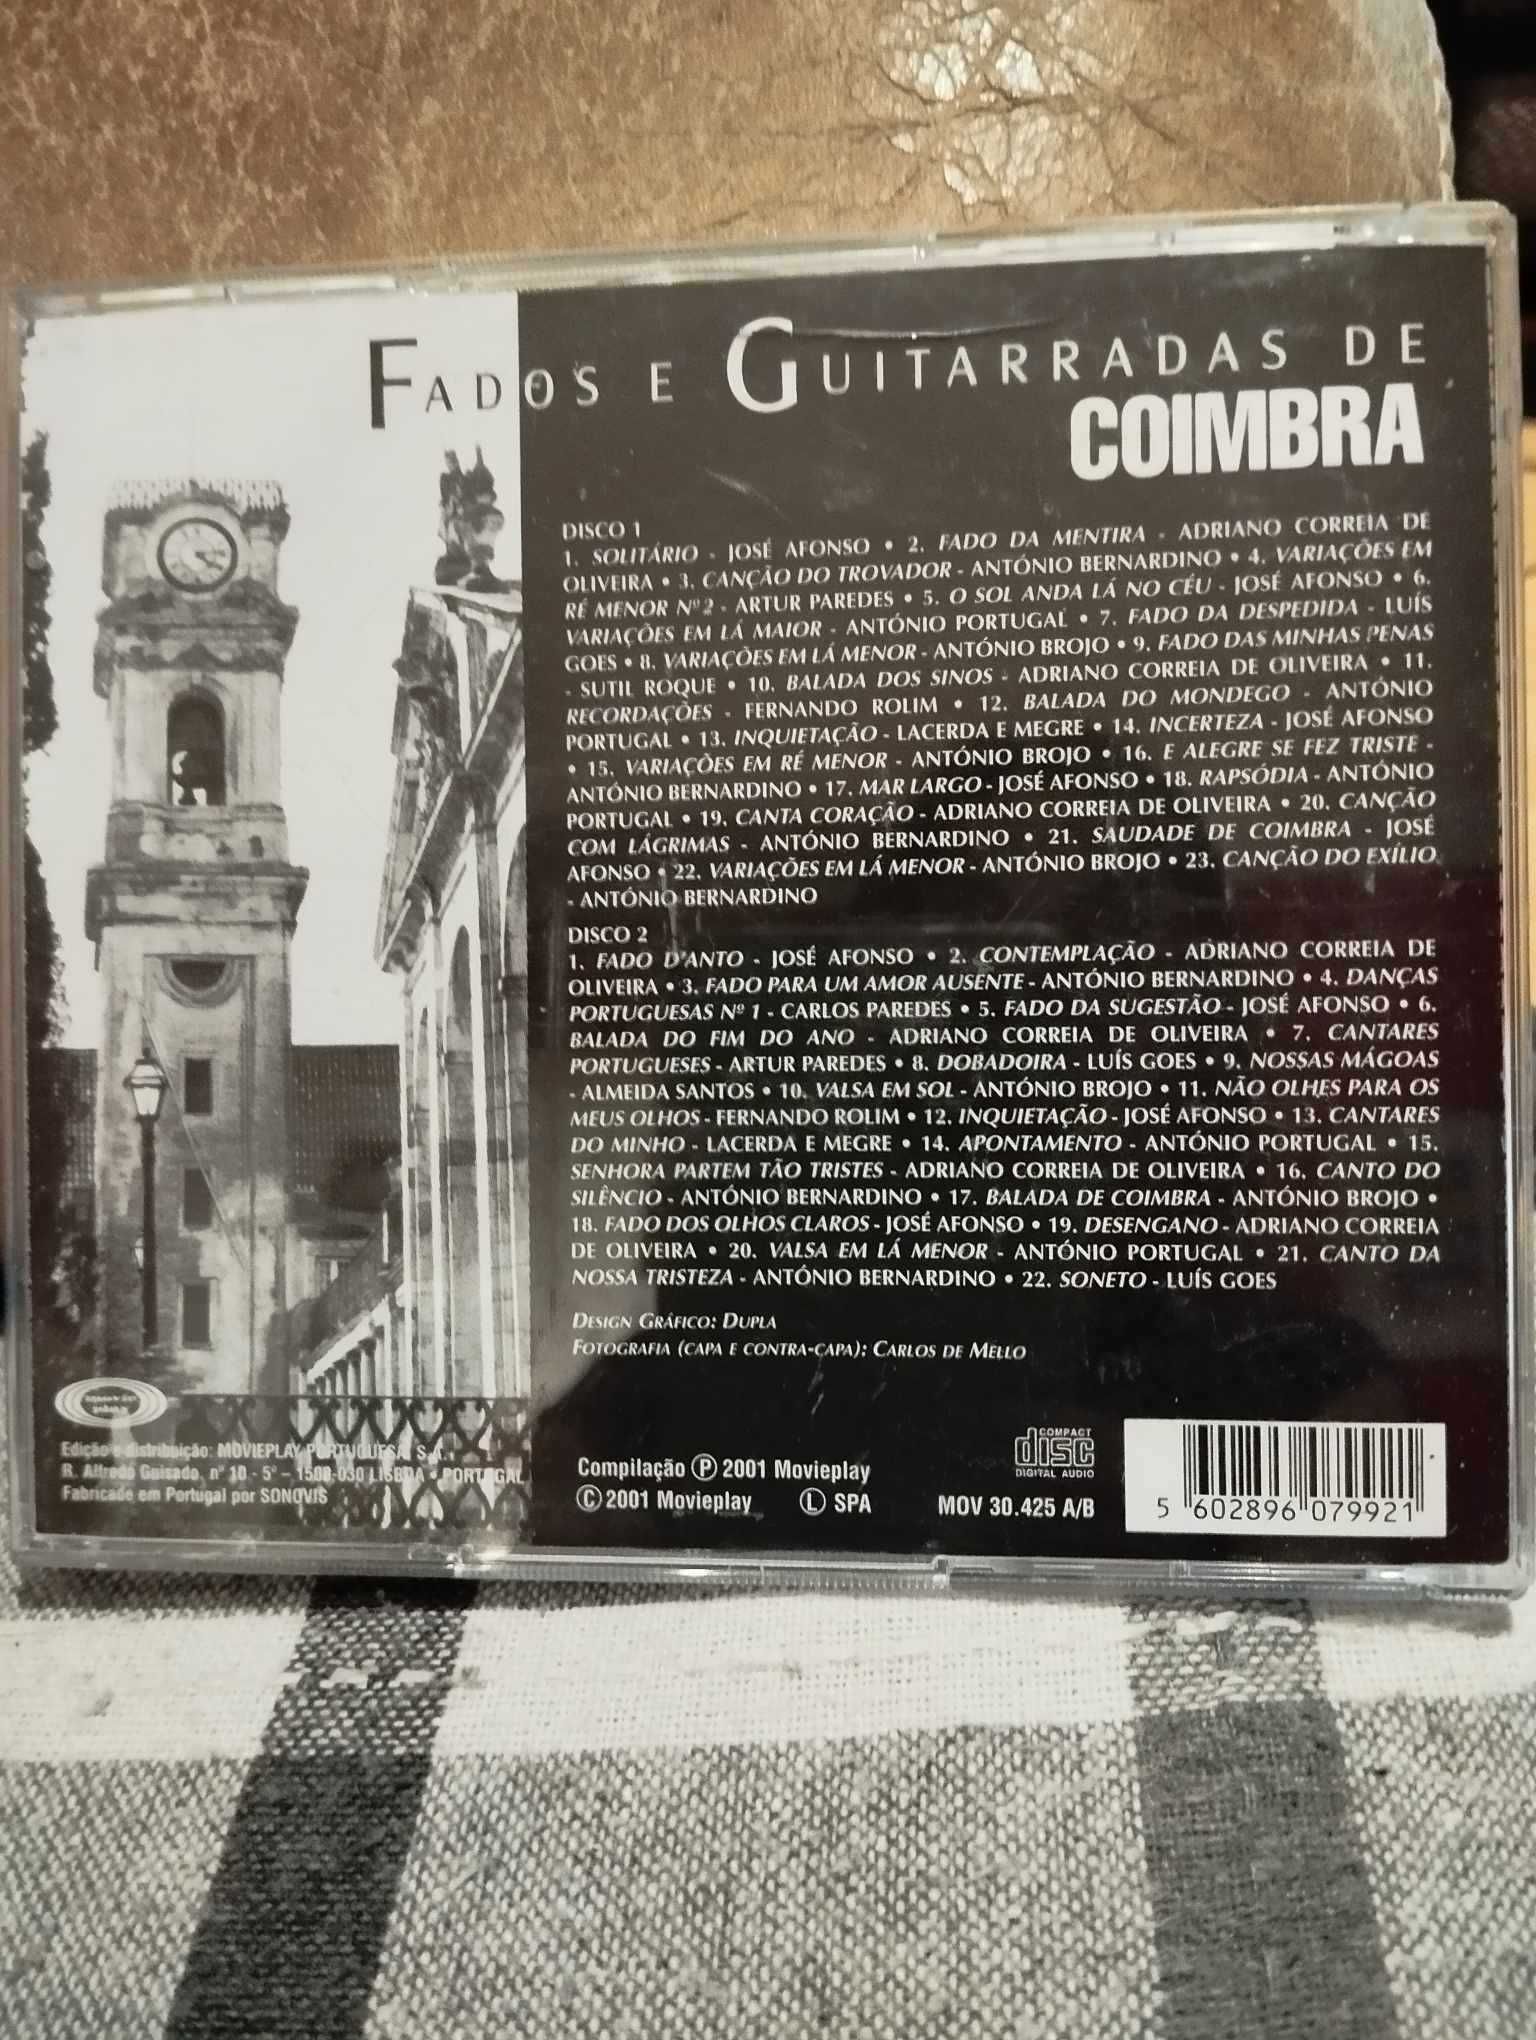 FADOS E GUITARRADAS DE
COIMBRA
DISCO 1
1. SOLITÁRIO - JOSÉ AFONSO • 2. FADO DA MENTIRA - ADRIANO CORREIA DE
OLIVEIRA • 3. CANÇÃO DO TROVADOR - ANTÓNIO BERNARDINO • 4. VARIAÇÕES EM
RÉ MENOR Nº 2 - ARTUR PAREDES • 5. O SOL ANDA LÁ NO CÉU - JOSÉ AFONSO • 6.
VARIAÇÕES EM LÁ MAIOR - ANTÓNIO PORTUGAL • 7. FADO DA DESPEDIDA - LUÍS
GOES • 8. VARIAÇÕES EM LÁ MENOR - ANTÓNIO BROJO • 9. FADO DAS MINHAS PENAS
- SUTIL ROQUE • 10. BALADA DOS SINOS - ADRIANO CORREIA DE OLIVEIRA • 11.
RECORDAÇÕES - FERNANDO ROLIM • 12. BALADA DO MONDEGO - ANTÓNIO
PORTUGAL • 13. INQUIETAÇÃO - LACERDA E MEGRE • 14. INCERTEZA - JOSÉ AFONSO
• 15. VARIAÇÕES EM RÉ MENOR - ANTÓNIO BROJO • 16. E ALEGRE SE FEZ TRISTE -
ANTÓNIO BERNARDINO • 17. MAR LARGO - JOSÉ AFONSO • 18. RAPSÓDIA - ANTÓNIO
PORTUGAL • 19. CANTA CORAÇÃO - ADRIANO CORREIA DE OLIVEIRA • 20. CANÇÃO
COM LÁGRIMAS - ANTÓNIO BERNARDINO • 21. SAUDADE DE COIMBRA - JOSÉ
AFONSO • 22. VARIAÇÕES EM LÁ MENOR - ANTÓNIO BROJO • 23. CANÇÃO DO EXÍLIO
- ANTÓNIO BERNARDINO
DISCO 2
1. FADO D'ANTO - JOSÉ AFONSO • 2. CONTEMPLAÇÃO - ADRIANO CORREIA DE
OLIVEIRA • 3. FADO PARA UM AMOR AUSENTE - ANTÓNIO BERNARDINO • 4. DANÇAS
PORTUGUESAS Nº 1 - CARLOS PAREDES • 5. FADO DA SUGESTÃO - JOSÉ AFONSO • 6.
BALADA DO FIM DO ANO - ADRIANO CORREIA DE OLIVEIRA • 7. CANTARES
PORTUGUESES - ARTUR PAREDES • 8. DOBADOIRA - LUÍS GOES • 9. NOSSAS MÁGOAS
- ALMEIDA SANTOS • 10. VALSA EM SOL - ANTÓNIO BROJO • 11. NÃO OLHES PARA OS
MEUS OLHOS - FERNANDO ROLIM • 12. INQUIETAÇÃO - JOSÉ AFONSO • 13. CANTARES
DO MINHO - LACERDA E MEGRE • 14. APONTAMENTO - ANTÓNIO PORTUGAL • 15.
SENHORA PARTEM TÃO TRISTES - ADRIANO CORREIA DE OLIVEIRA • 16. CANTO DO
SILÊNCIO - ANTÓNIO BERNARDINO • 17. BALADA DE COIMBRA - ANTÓNIO BROJO •
18. FADO DOS OLHOS CLAROS - JOSÉ AFONSO • 19. DESENGANO - ADRIANO CORREIA
DE OLIVEIRA • 20. VALSA EM LÁ MENOR - ANTÓNIO PORTUGAL • 21. CANTO DA
NOSSA TRISTEZA - ANTÓNIO BERNARDINO • 22. SONETO - LUÍS GOES
DESIGN GRÁFICO: DUPLA
FOTOGRAFIA (CAPA E CONTRA-CAPA): CARLOS DE MELLO
Edição e distribuição: MOVIEPLAY PORTUGUESA, S.A.
R. Alfredo Guisado, nº 10 - 5º – 1500-030 LISBOA • PORTUGAL
Fabricado em Portugal por SONOVIS
Compilação Ⓟ 2001 Movieplay
© 2001 Movieplay Ⓛ SPA
COMPACT
disc
DIGITAL AUDIO
MOV 30.425 A/B
5 602896 079921